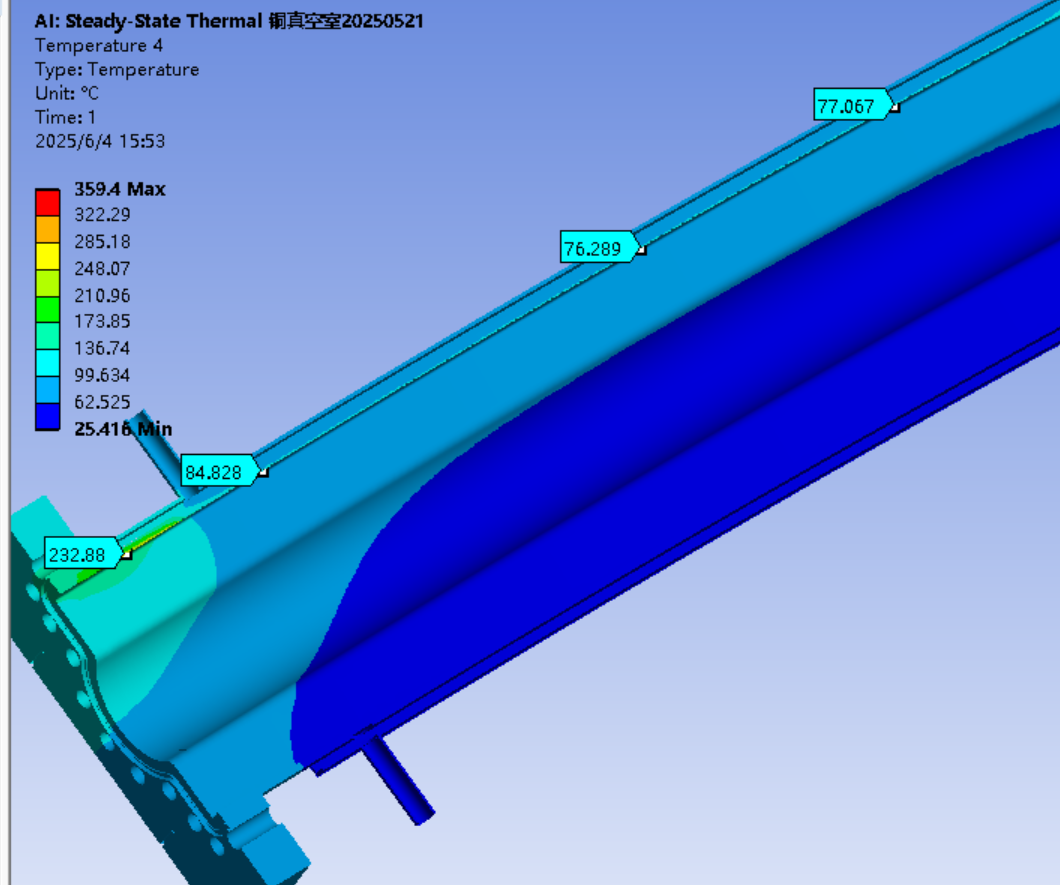 AI: Steady-State Thermal 铜真空室20250521
Temperature 4
Type: Temperature
Unit: °C
Time: 1
2025/6/4 15:53
359.4 Max
322.29
285.18
248.07
210.96
173.85
136.74
99.634
62.525
25.416 Min
77.067
76.289
84.828
232.88